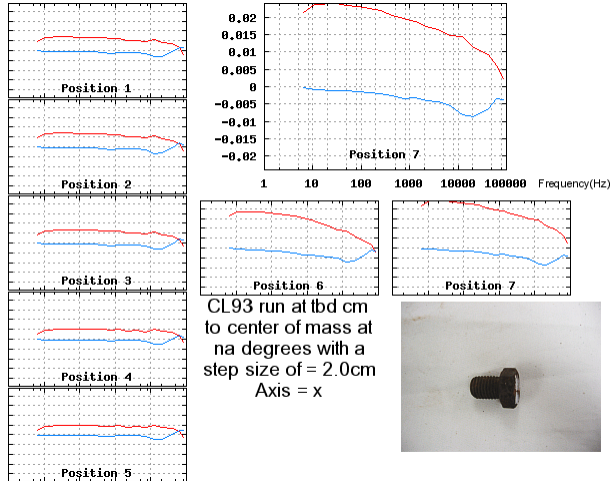 Position 1
Position 2
Position 3
Position 4
Position 5
0.02
0.015
0.01
0.005
0
-0.005
-0.01
-0.015
-0.02
Position 7
1 10 100 1000 10000 100000 Frequency(Hz)
Position 6
Position 7
CL93 run at tbd cm
to center of mass at
na degrees with a
step size of = 2.0cm
Axis = x